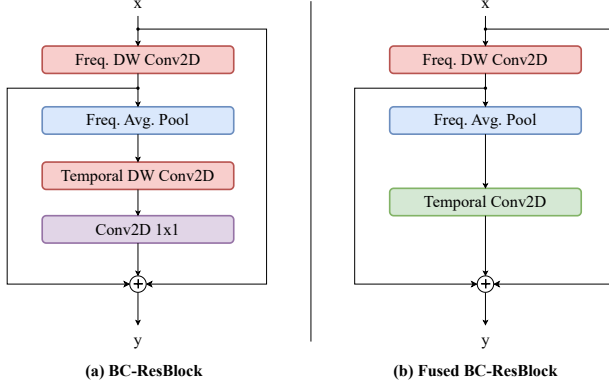 x
Freq. DW Conv2D
Freq. Avg. Pool
Temporal DW Conv2D
Conv2D 1x1
+
y
(a) BC-ResBlock
x
Freq. DW Conv2D
Freq. Avg. Pool
Temporal Conv2D
+
y
(b) Fused BC-ResBlock